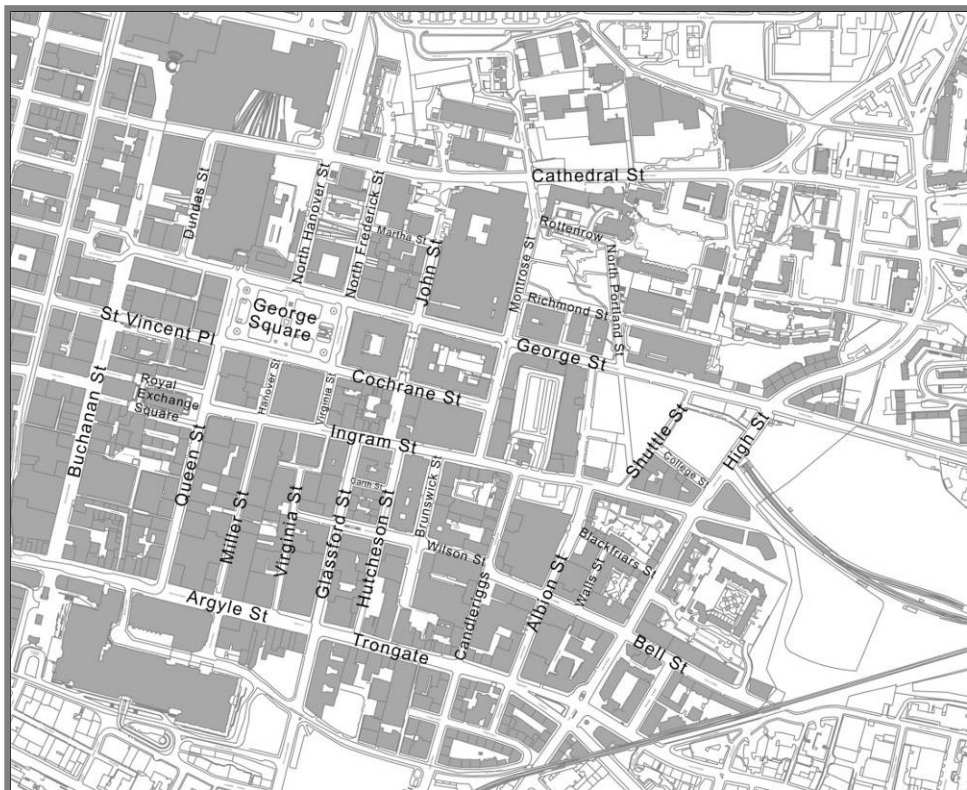 Cathedral St
Dundas St
North Hanover St
North Frederick St
Martha St
John St
Montrose St
Rottenrow
North Portland St
Richmond St
George
Square
St Vincent Pl
George St
Hanover St
Virginia St
Cochrane St
Royal
Exchange
Square
Buchanan St
Queen St
Ingram St
Shuttle St
High St
College St
Miller St
Virginia St
Glassford St
Garth St
Hutcheson St
Brunswick St
Wilson St
Candleriggs
Albion St
Blackfriars St
Walls St
Argyle St
Trongate
Bell St